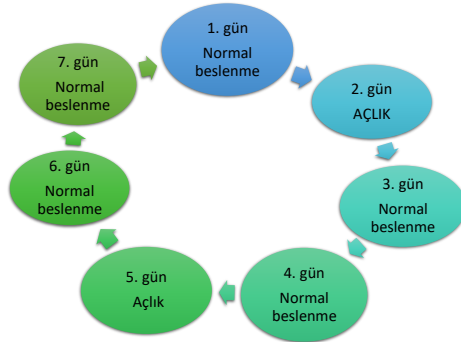 1. gün
Normal
beslenme
2. gün
AÇLIK
3. gün
Normal
beslenme
4. gün
Normal
beslenme
5. gün
Açlık
6. gün
Normal
beslenme
7. gün
Normal
beslenme